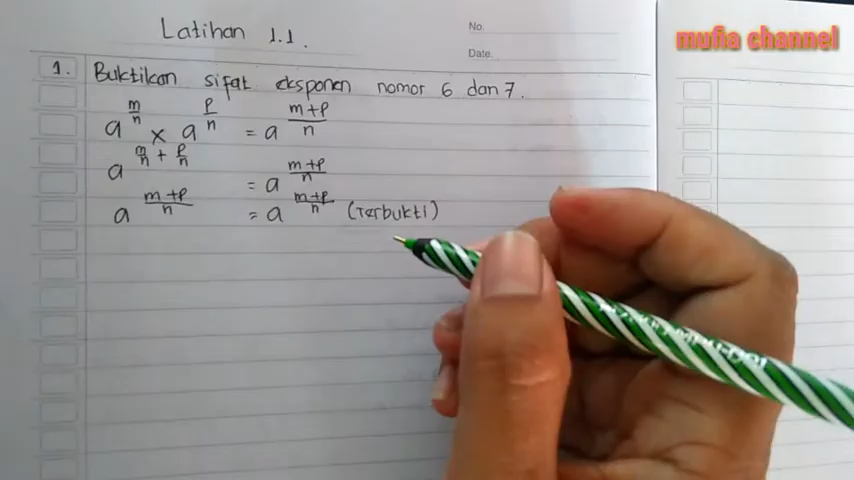 Latihan 1.1.
No.
Date.
mufia channel
1. Buktikan sifat eksponen nomor 6 dan 7.
a^(m/n) × a^(p/n) = a^((m+p)/n)
a^(m/n + p/n) = a^((m+p)/n)
a^((m+p)/n) = a^((m+p)/n) (Terbukti)